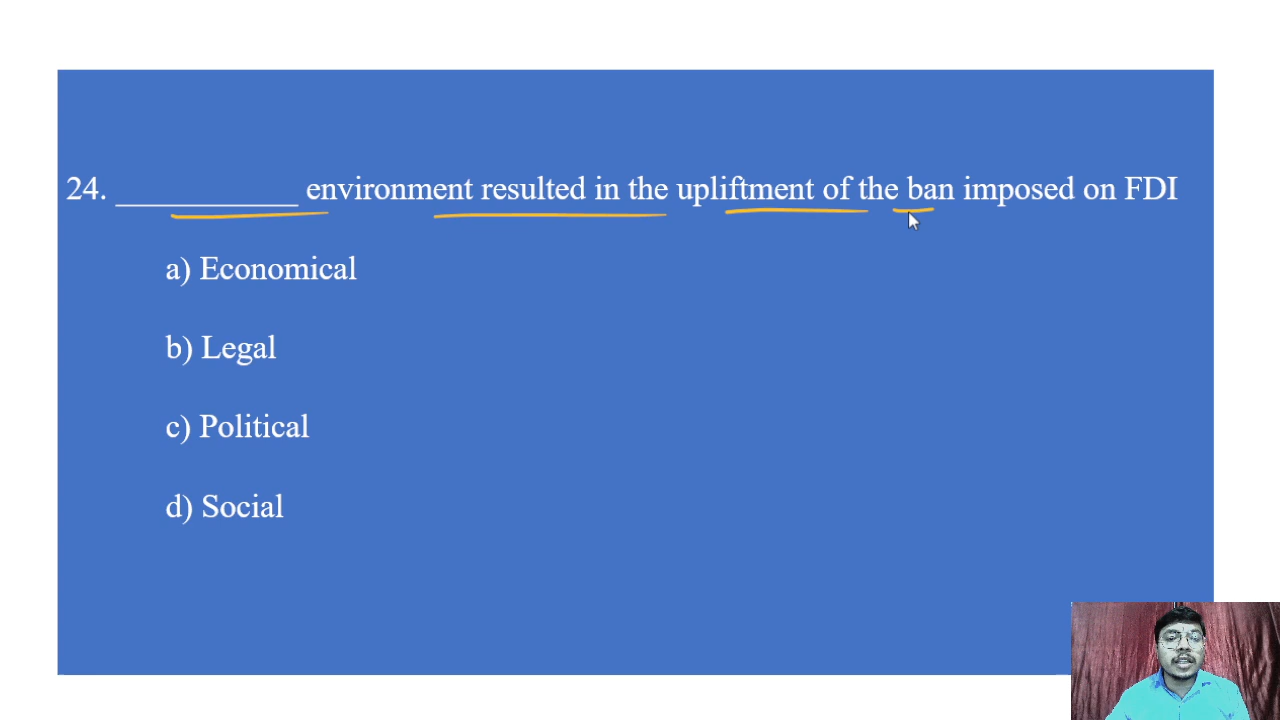 24. ____________ environment resulted in the upliftment of the ban imposed on FDI
a) Economical
b) Legal
c) Political
d) Social